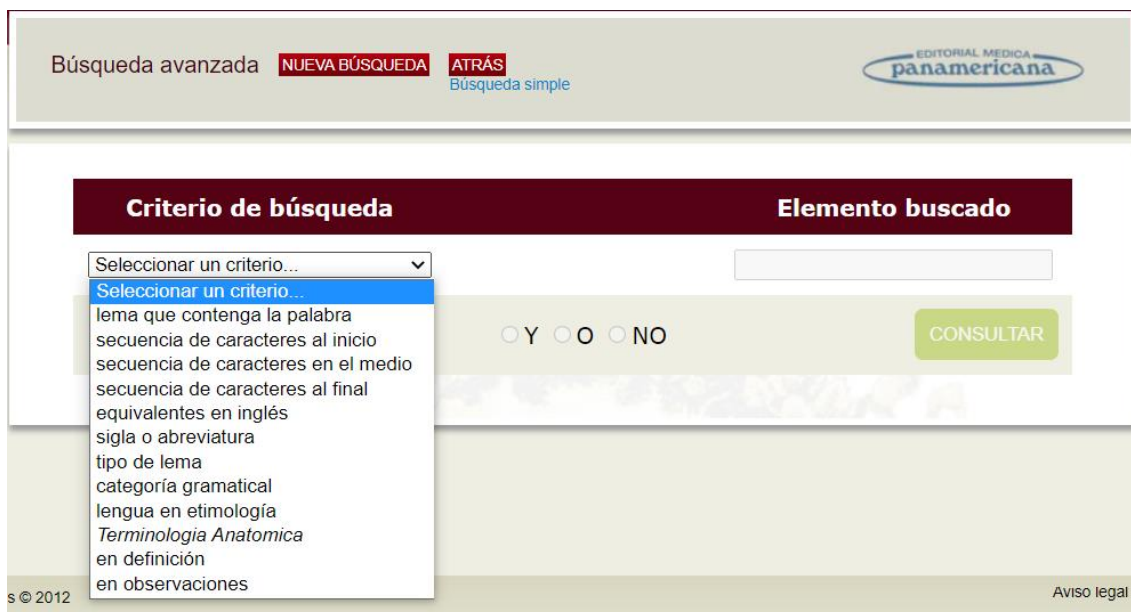 Búsqueda avanzada NUEVA BÚSQUEDA ATRÁS
Búsqueda simple
EDITORIAL MEDICA
panamericana
Criterio de búsqueda Elemento buscado
Seleccionar un criterio...
Seleccionar un criterio...
lema que contenga la palabra
secuencia de caracteres al inicio
secuencia de caracteres en el medio
secuencia de caracteres al final
equivalentes en inglés
sigla o abreviatura
tipo de lema
categoría gramatical
lengua en etimología
Terminologia Anatomica
en definición
en observaciones
Y O NO
CONSULTAR
s © 2012 Aviso legal